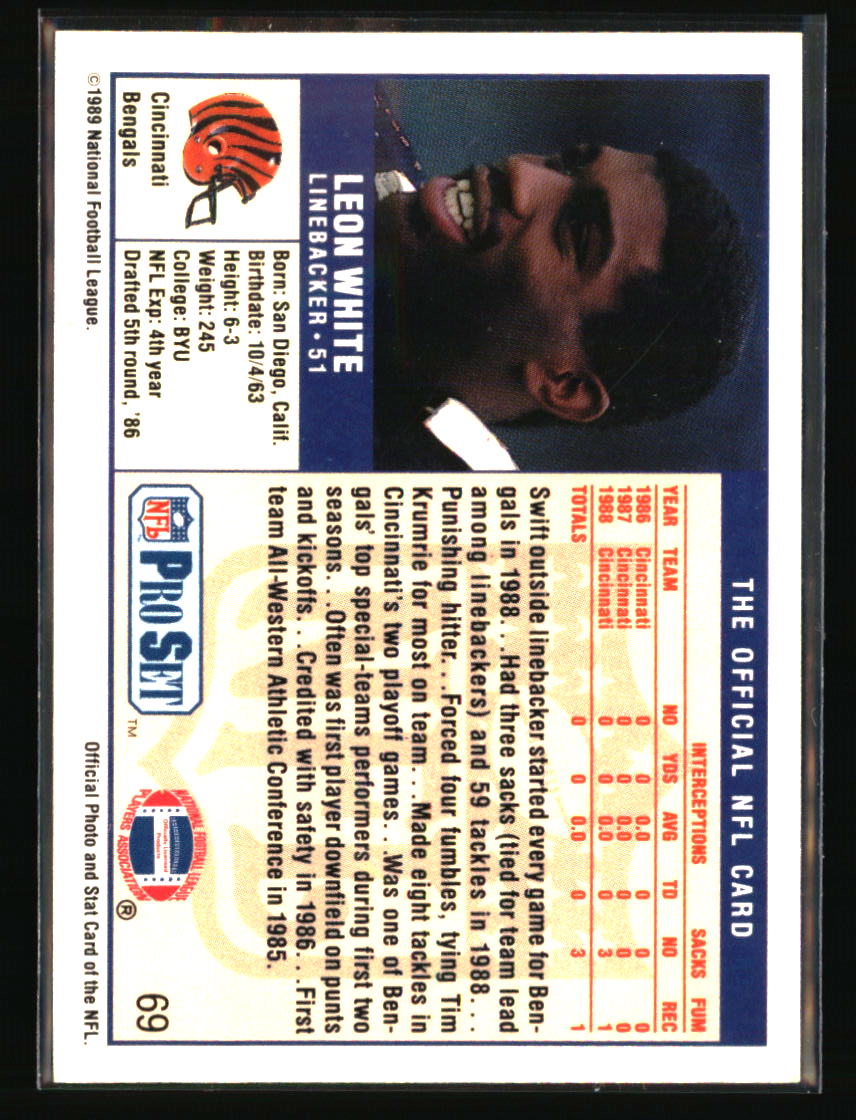 THE OFFICIAL NFL CARD
LEON WHITE
LINEBACKER • 51
Cincinnati
Bengals
Born: San Diego, Calif.
Birthdate: 10/4/63
Height: 6-3
Weight: 245
College: BYU
NFL Exp: 4th year
Drafted 5th round, '86
INTERCEPTIONS SACKS FUM
YEAR TEAM NO YDS AVG TD NO REC
1986 Cincinnati 0 0 0.0 0 0 0
1987 Cincinnati 0 0 0.0 0 0 0
1988 Cincinnati 0 0 0.0 0 3 1
TOTALS 0 0 0.0 0 3 1
Swift outside linebacker started every game for Ben-
gals in 1988...Had three sacks (tied for team lead
among linebackers) and 59 tackles in 1988...
Punishing hitter...Forced four fumbles, tying Tim
Krumrie for most on team...Made eight tackles in
Cincinnati's two playoff games...Was one of Ben-
gals' top special-teams performers during first two
seasons...Often was first player downfield on punts
and kickoffs...Credited with safety in 1986...First
team All-Western Athletic Conference in 1985.
NFL PRO SET ™
NATIONAL FOOTBALL LEAGUE
Officially Licensed
Products
PLAYERS ASSOCIATION
®
69
©1989 National Football League.
Official Photo and Stat Card of the NFL.